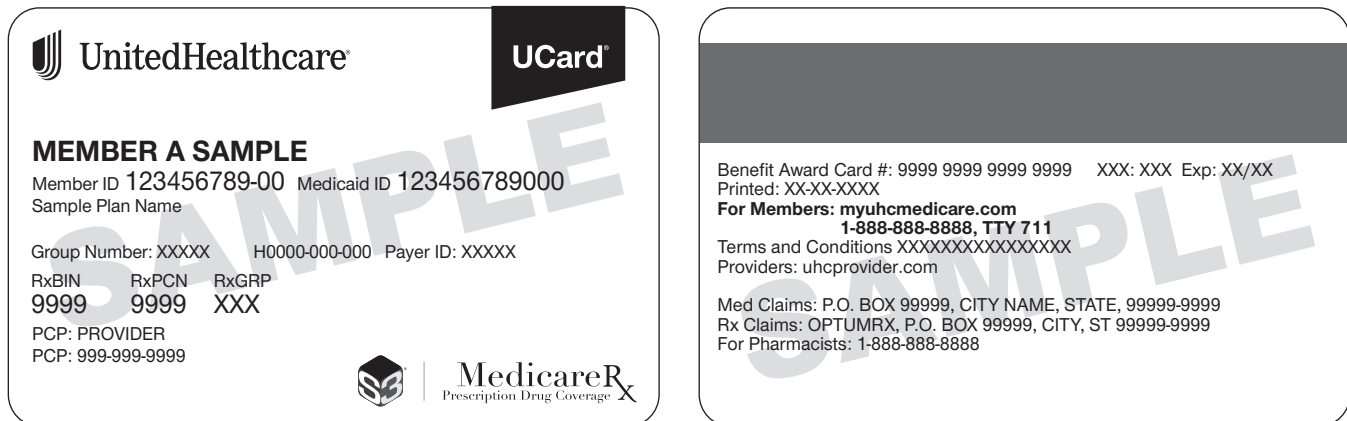 UnitedHealthcare®
UCard®
SAMPLE
MEMBER A SAMPLE
Member ID 123456789-00 Medicaid ID 123456789000
Sample Plan Name
Group Number: XXXXX H0000-000-000 Payer ID: XXXXX
RxBIN RxPCN RxGRP
9999 9999 XXX
PCP: PROVIDER
PCP: 999-999-9999
S3®
MedicareRx
Prescription Drug Coverage
SAMPLE
Benefit Award Card #: 9999 9999 9999 9999 XXX: XXX Exp: XX/XX
Printed: XX-XX-XXXX
For Members: myuhcmedicare.com
1-888-888-8888, TTY 711
Terms and Conditions XXXXXXXXXXXXXXXX
Providers: uhcprovider.com
Med Claims: P.O. BOX 99999, CITY NAME, STATE, 99999-9999
Rx Claims: OPTUMRX, P.O. BOX 99999, CITY, ST 99999-9999
For Pharmacists: 1-888-888-8888